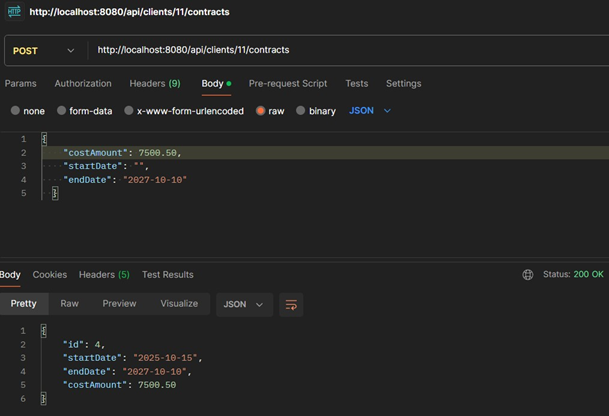 HTTP http://localhost:8080/api/clients/11/contracts
POST http://localhost:8080/api/clients/11/contracts
Params Authorization Headers (9) Body Pre-request Script Tests Settings
none form-data x-www-form-urlencoded raw binary JSON
1 {
2 "costAmount": 7500.50,
3 "startDate": "",
4 "endDate": "2027-10-10"
5 }
Body Cookies Headers (5) Test Results Status: 200 OK
Pretty Raw Preview Visualize JSON
1 {
2 "id": 4,
3 "startDate": "2025-10-15",
4 "endDate": "2027-10-10",
5 "costAmount": 7500.50
6 }